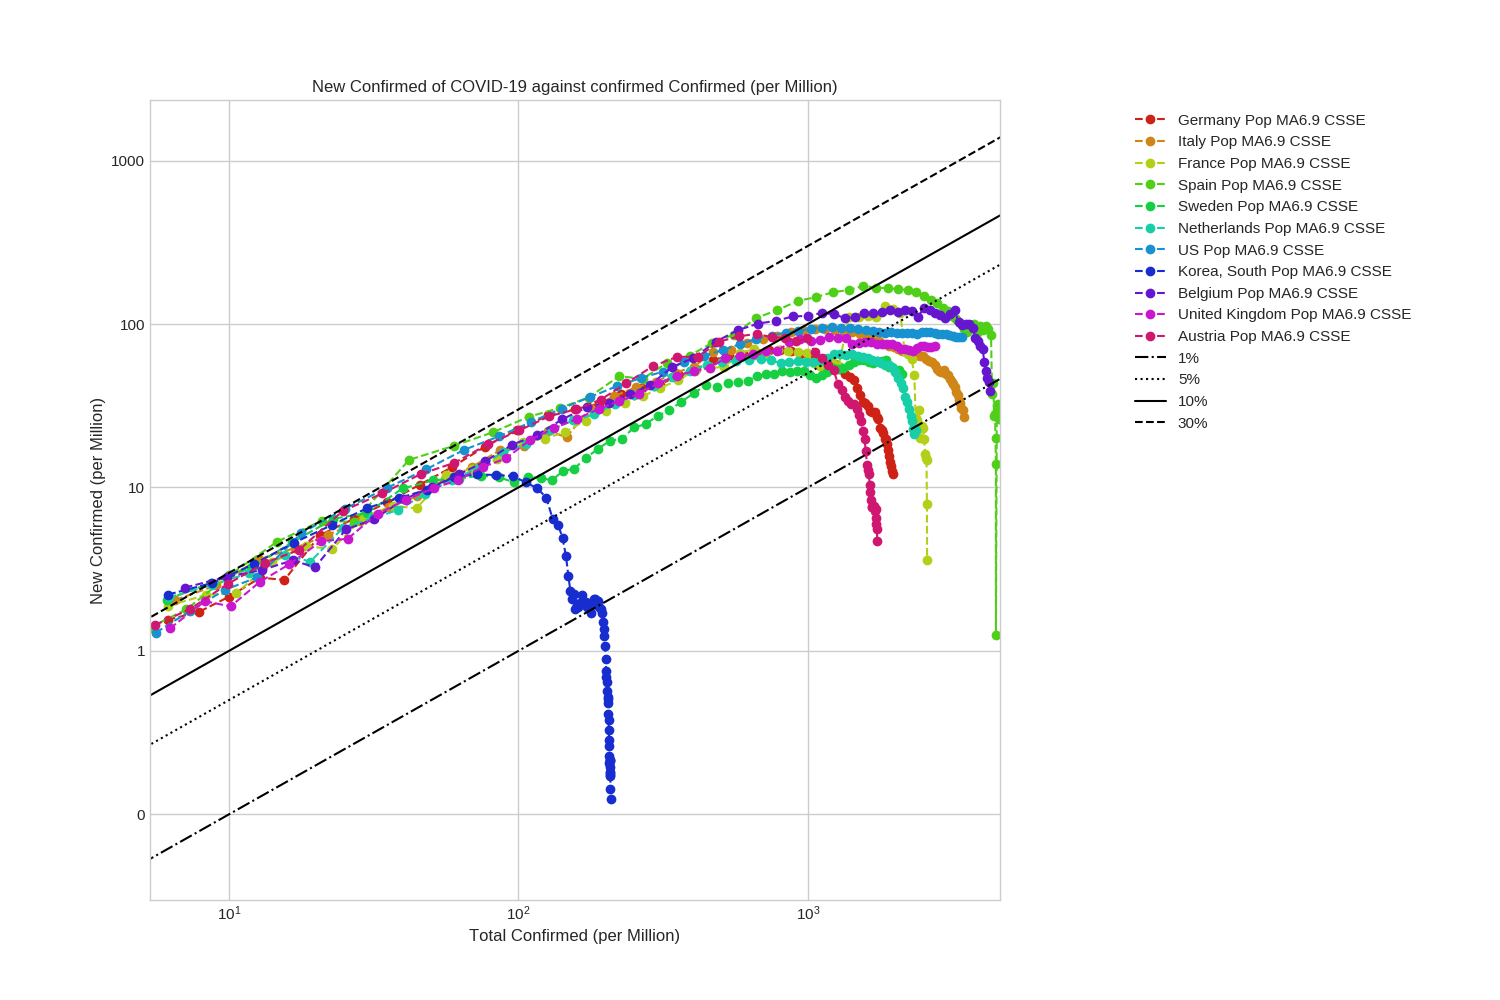 New Confirmed of COVID-19 against confirmed Confirmed (per Million)
New Confirmed (per Million)
1000
100
10
1
0
10¹
10²
10³
Total Confirmed (per Million)
Germany Pop MA6.9 CSSE
Italy Pop MA6.9 CSSE
France Pop MA6.9 CSSE
Spain Pop MA6.9 CSSE
Sweden Pop MA6.9 CSSE
Netherlands Pop MA6.9 CSSE
US Pop MA6.9 CSSE
Korea, South Pop MA6.9 CSSE
Belgium Pop MA6.9 CSSE
United Kingdom Pop MA6.9 CSSE
Austria Pop MA6.9 CSSE
1%
5%
10%
30%